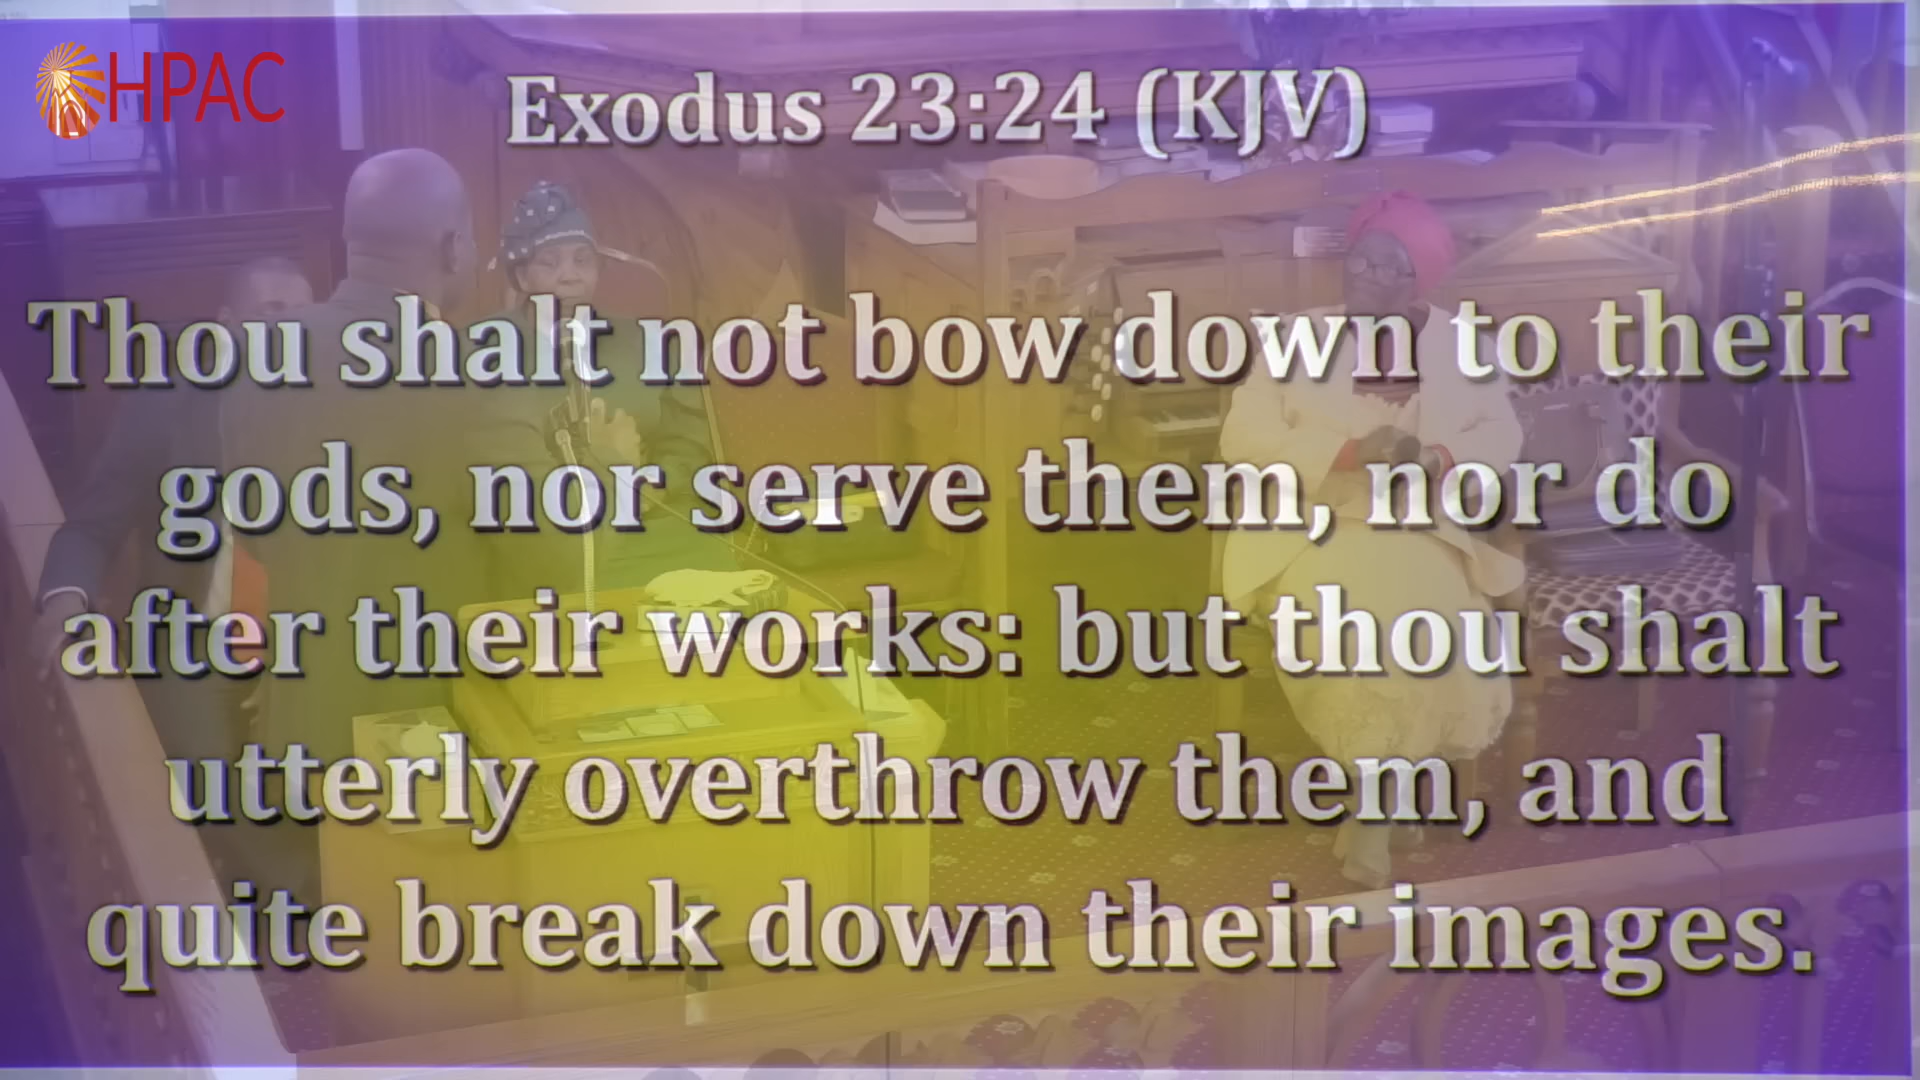 HPAC
Exodus 23:24 (KJV)
Thou shalt not bow down to their
gods, nor serve them, nor do
after their works: but thou shalt
utterly overthrow them, and
quite break down their images.